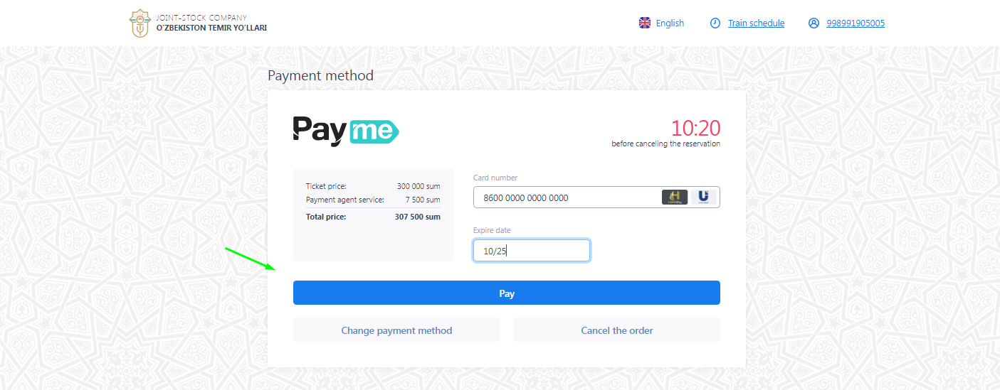 JOINT-STOCK COMPANY
O‘ZBEKISTON TEMIR YO‘LLARI
English
Train schedule
998991905005
Payment method
Pay me
10:20
before canceling the reservation
Ticket price: 300 000 sum
Payment agent service: 7 500 sum
Total price: 307 500 sum
Card number
8600 0000 0000 0000
Expire date
10/25
Pay
Change payment method
Cancel the order